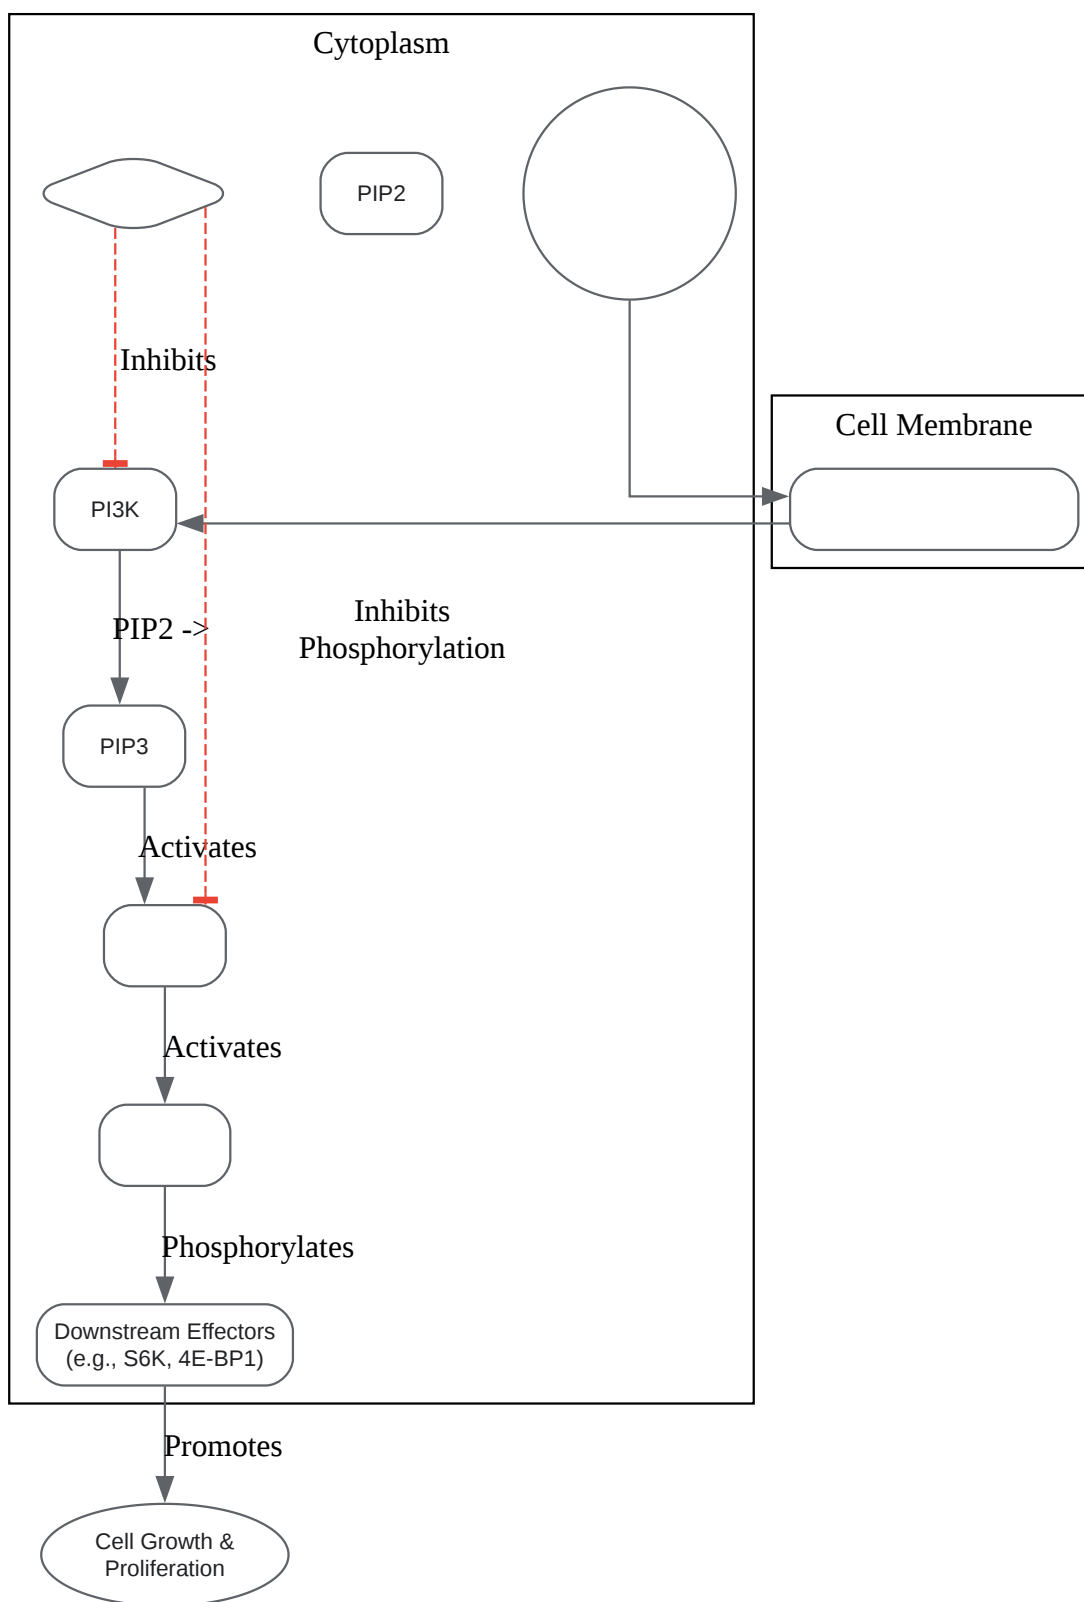 Cytoplasm
PIP2
Inhibits
Cell Membrane
PI3K
Inhibits
Phosphorylation
PIP2 ->
PIP3
Activates
Activates
Phosphorylates
Downstream Effectors
(e.g., S6K, 4E-BP1)
Promotes
Cell Growth &
Proliferation